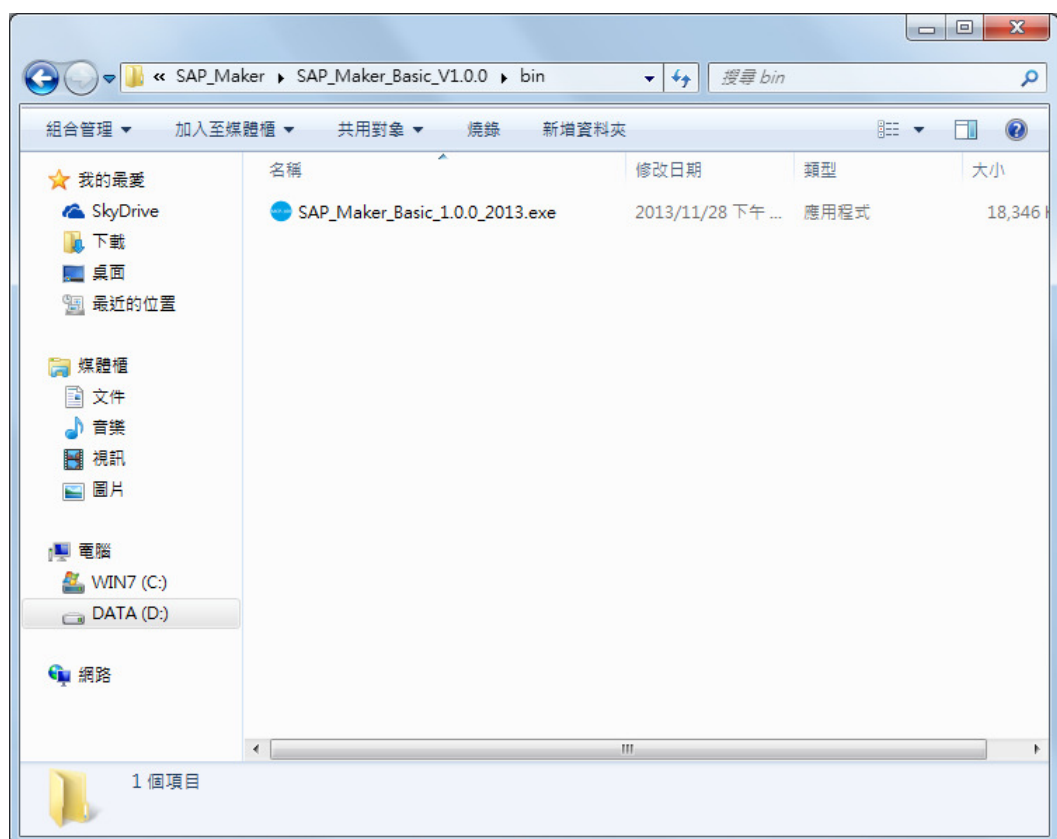 « SAP_Maker ▸ SAP_Maker_Basic_V1.0.0 ▸ bin
搜尋 bin
組合管理 ▼ 加入至媒體櫃 ▼ 共用對象 ▼ 燒錄 新增資料夾
名稱 修改日期 類型 大小
SAP_Maker_Basic_1.0.0_2013.exe 2013/11/28 下午 ... 應用程式 18,346
我的最愛
SkyDrive
下載
桌面
最近的位置
媒體櫃
文件
音樂
視訊
圖片
電腦
WIN7 (C:)
DATA (D:)
網路
1 個項目